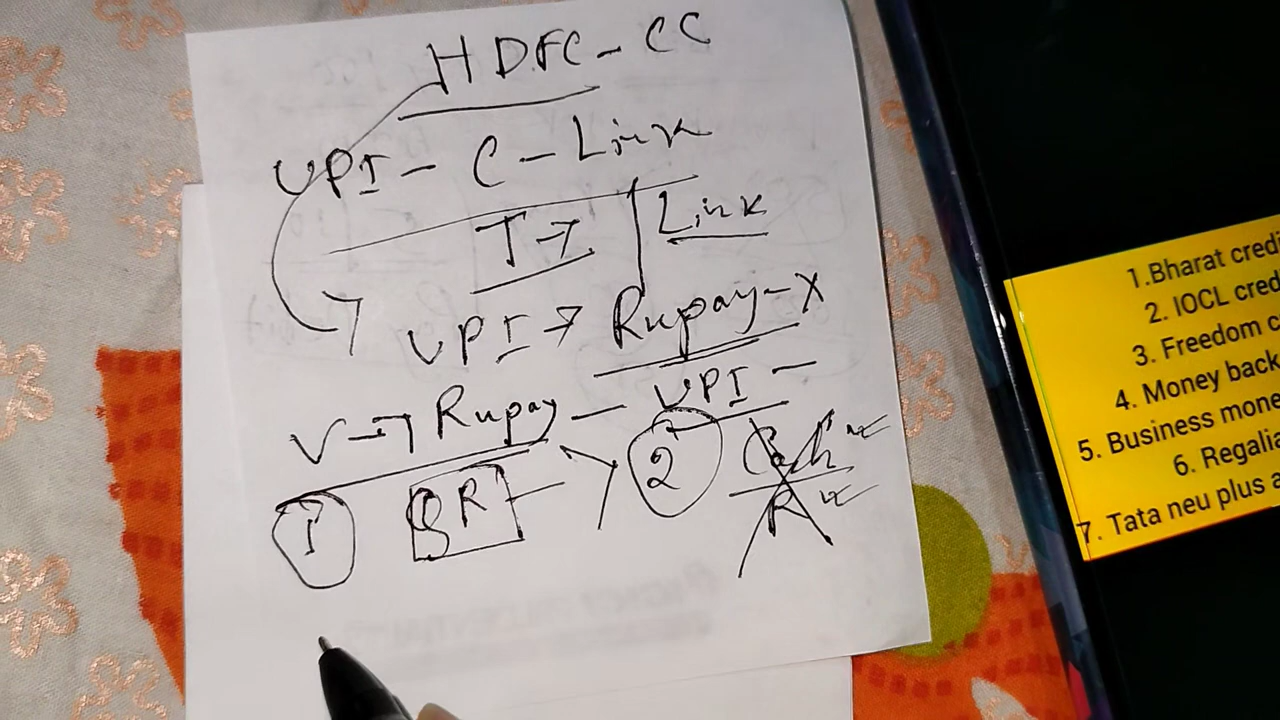 HDFC - CC
UPI - C - Link
I → | Link
UPI → Rupay - X
V → Rupay - UPI -
1 QR - 2
R
1.Bharat credi
2. IOCL cred
3. Freedom c
4. Money back
5. Business mone
6. Regalia
7. Tata neu plus a